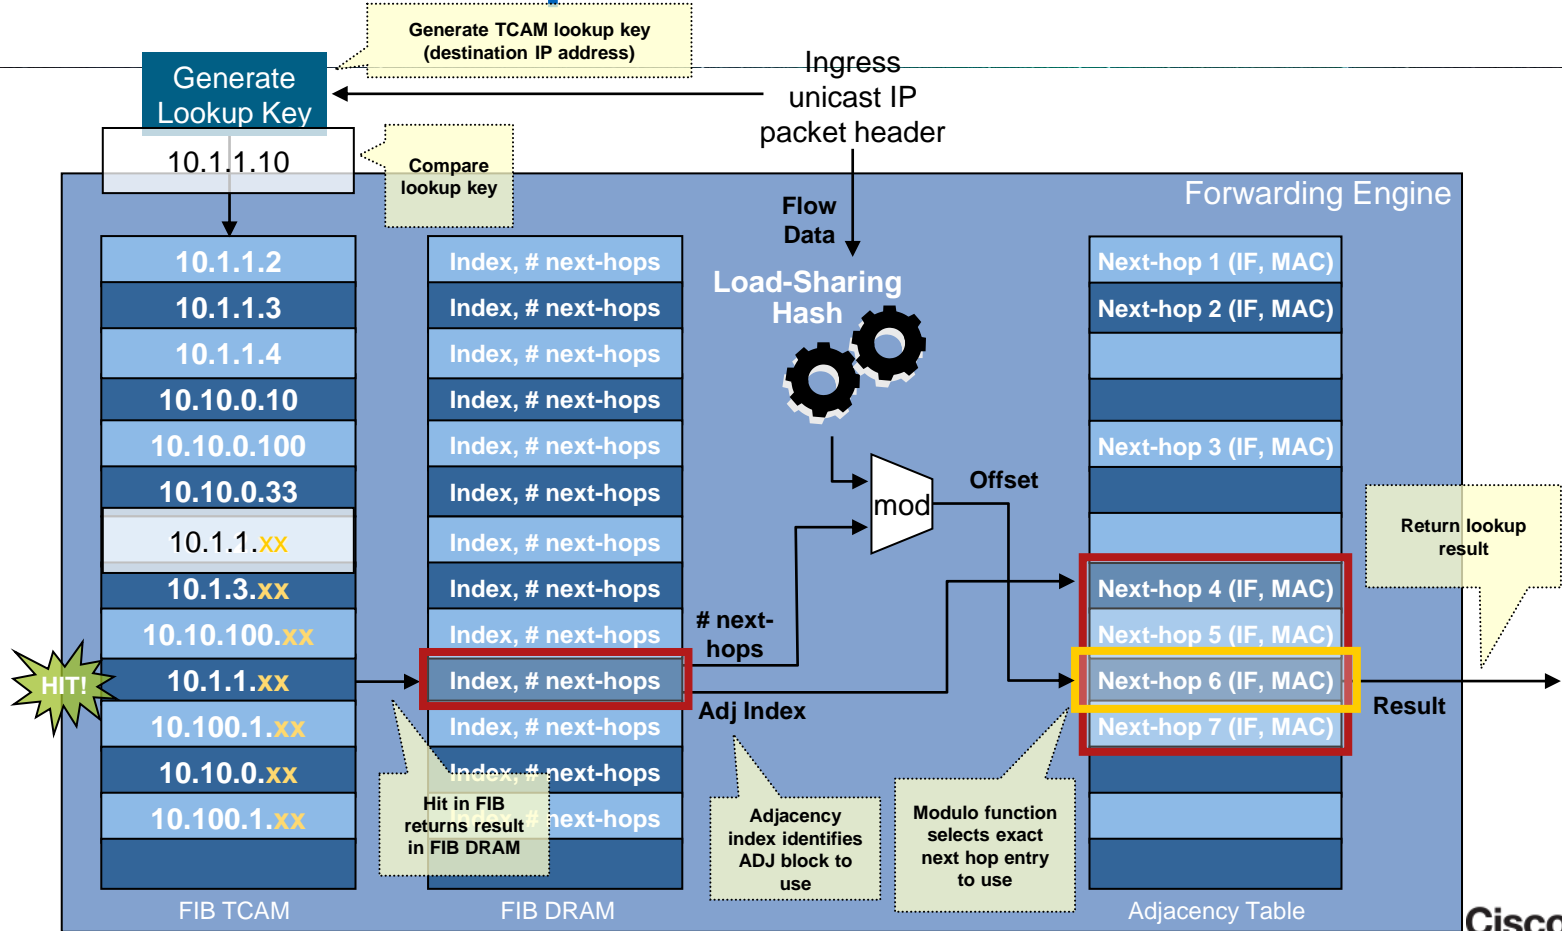 Generate TCAM lookup key
(destination IP address)
Generate
Lookup Key
Ingress
unicast IP
packet header
10.1.1.10
Compare
lookup key
Forwarding Engine
Flow
Data
Load-Sharing
Hash
10.1.1.2
10.1.1.3
10.1.1.4
10.10.0.10
10.10.0.100
10.10.0.33
10.1.1.xx
10.1.3.xx
10.10.100.xx
HIT!
10.1.1.xx
10.100.1.xx
10.10.0.xx
10.100.1.xx
FIB TCAM
Index, # next-hops
Index, # next-hops
Index, # next-hops
Index, # next-hops
Index, # next-hops
Index, # next-hops
Index, # next-hops
Index, # next-hops
Index, # next-hops
Index, # next-hops
Index, # next-hops
Index, # next-hops
# next-hops
Hit in FIB
returns result
in FIB DRAM
FIB DRAM
mod
Offset
# next-
hops
Adj Index
Adjacency
index identifies
ADJ block to
use
Modulo function
selects exact
next hop entry
to use
Next-hop 1 (IF, MAC)
Next-hop 2 (IF, MAC)
Next-hop 3 (IF, MAC)
Next-hop 4 (IF, MAC)
Next-hop 5 (IF, MAC)
Next-hop 6 (IF, MAC)
Next-hop 7 (IF, MAC)
Adjacency Table
Return lookup
result
Result
Cisco